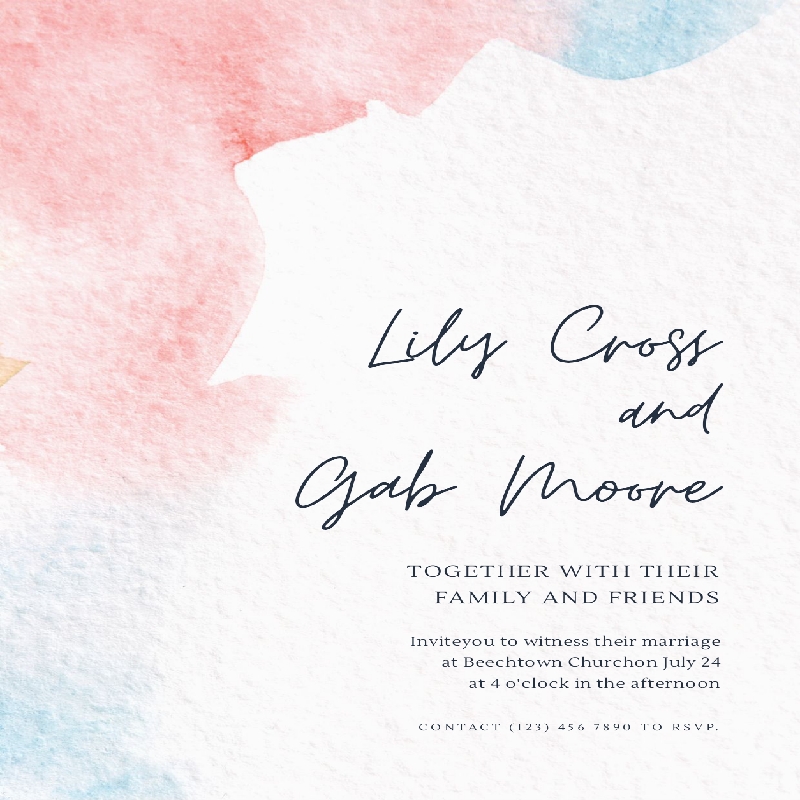 Lily Cross
and
Gab Moore
TOGETHER WITH THEIR
FAMILY AND FRIENDS
Inviteyou to witness their marriage
at Beechtown Churchon July 24
at 4 o'clock in the afternoon
CONTACT (123) 456 7890 TO RSVP.